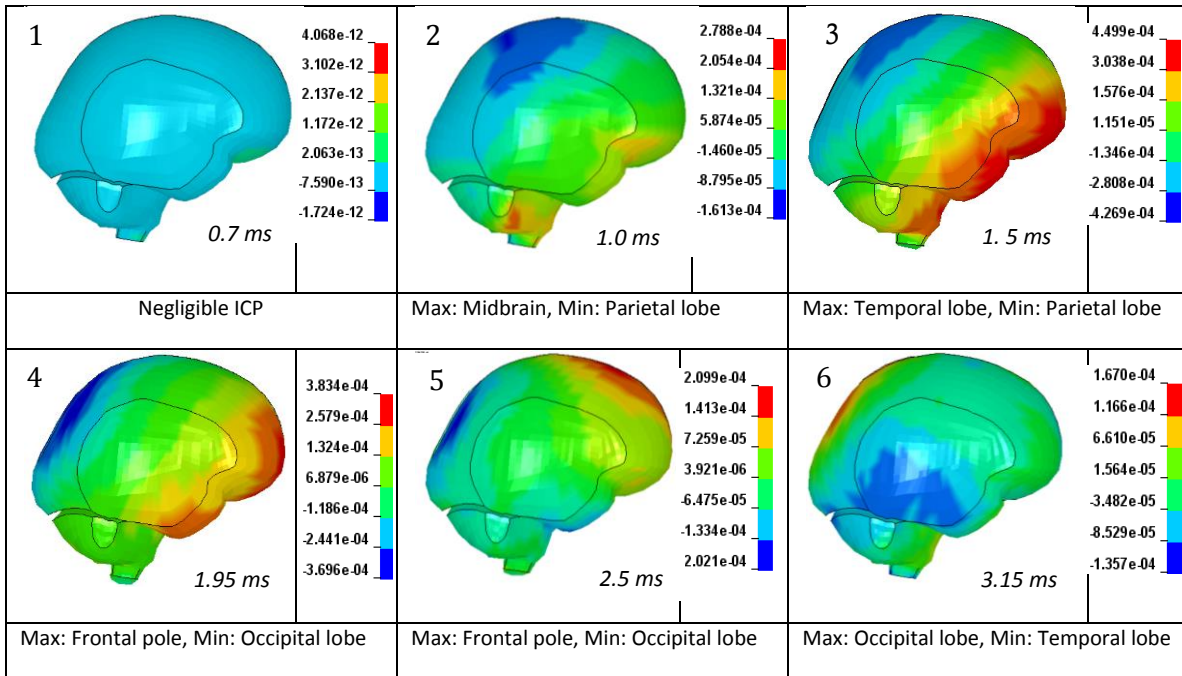 1
4.068e-12
3.102e-12
2.137e-12
1.172e-12
2.063e-13
-7.590e-13
-1.724e-12
0.7 ms
Negligible ICP
2
2.788e-04
2.054e-04
1.321e-04
5.874e-05
-1.460e-05
-8.795e-05
-1.613e-04
1.0 ms
Max: Midbrain, Min: Parietal lobe
3
4.499e-04
3.038e-04
1.576e-04
1.151e-05
-1.346e-04
-2.808e-04
-4.269e-04
1. 5 ms
Max: Temporal lobe, Min: Parietal lobe
4
3.834e-04
2.579e-04
1.324e-04
6.879e-06
-1.186e-04
-2.441e-04
-3.696e-04
1.95 ms
Max: Frontal pole, Min: Occipital lobe
5
2.099e-04
1.413e-04
7.259e-05
3.921e-06
-6.475e-05
-1.334e-04
2.021e-04
2.5 ms
Max: Frontal pole, Min: Occipital lobe
6
1.670e-04
1.166e-04
6.610e-05
1.564e-05
-3.482e-05
-8.529e-05
-1.357e-04
3.15 ms
Max: Occipital lobe, Min: Temporal lobe